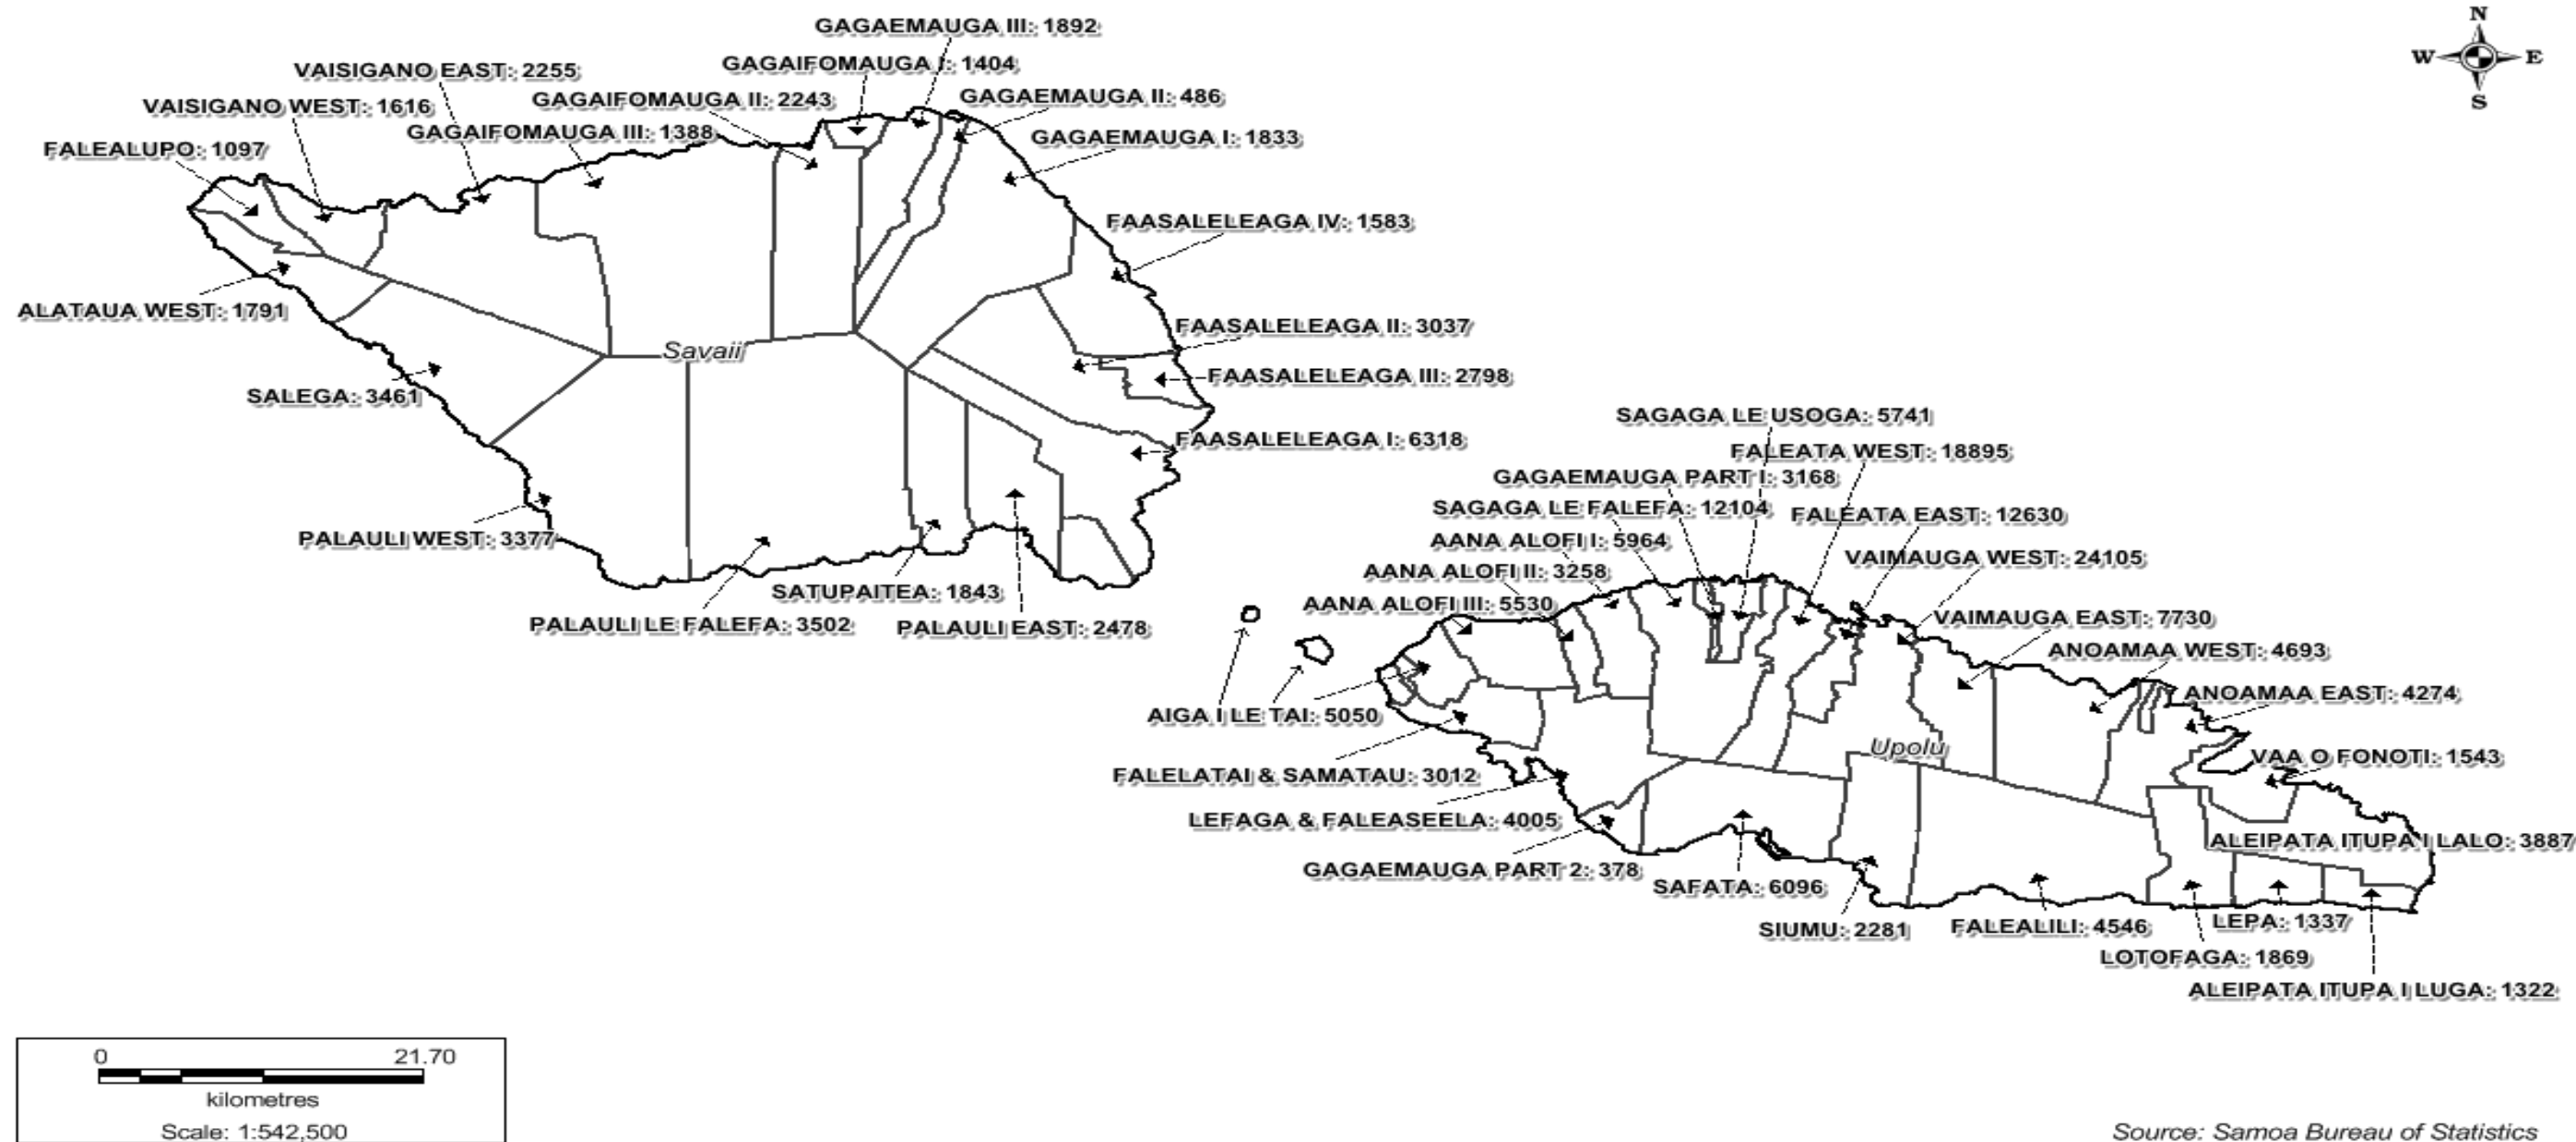 N
W E
S
GAGAEMAUGA III: 1892
GAGAIFOMAUGA I: 1404
VAISIGANO EAST: 2255
GAGAIFOMAUGA II: 2243
GAGAEMAUGA II: 486
VAISIGANO WEST: 1616
GAGAIFOMAUGA III: 1388
GAGAEMAUGA I: 1833
FALEALUPO: 1097
FAASALELEAGA IV: 1583
ALATAUA WEST: 1791
FAASALELEAGA II: 3037
Savaii
FAASALELEAGA III: 2798
SALEGA: 3461
FAASALELEAGA I: 6318
PALAULI WEST: 3377
SATUPAITEA: 1843
PALAULI LE FALEFA: 3502
PALAULI EAST: 2478
SAGAGA LE USOGA: 5741
FALEATA WEST: 18895
GAGAEMAUGA PART I: 3168
SAGAGA LE FALEFA: 12104
FALEATA EAST: 12630
AANA ALOFI I: 5964
VAIMAUGA WEST: 24105
AANA ALOFI II: 3258
AANA ALOFI III: 5530
VAIMAUGA EAST: 7730
ANOAMAA WEST: 4693
ANOAMAA EAST: 4274
AIGA I LE TAI: 5050
Upolu
VAA O FONOTI: 1543
FALELATAI & SAMATAU: 3012
LEFAGA & FALEASEELA: 4005
ALEIPATA ITUPA I LALO: 3887
GAGAEMAUGA PART 2: 378
SAFATA: 6096
SIUMU: 2281
FALEALILI: 4546
LEPA: 1337
LOTOFAGA: 1869
ALEIPATA ITUPA I LUGA: 1322
0 21.70
kilometres
Scale: 1:542,500
Source: Samoa Bureau of Statistics